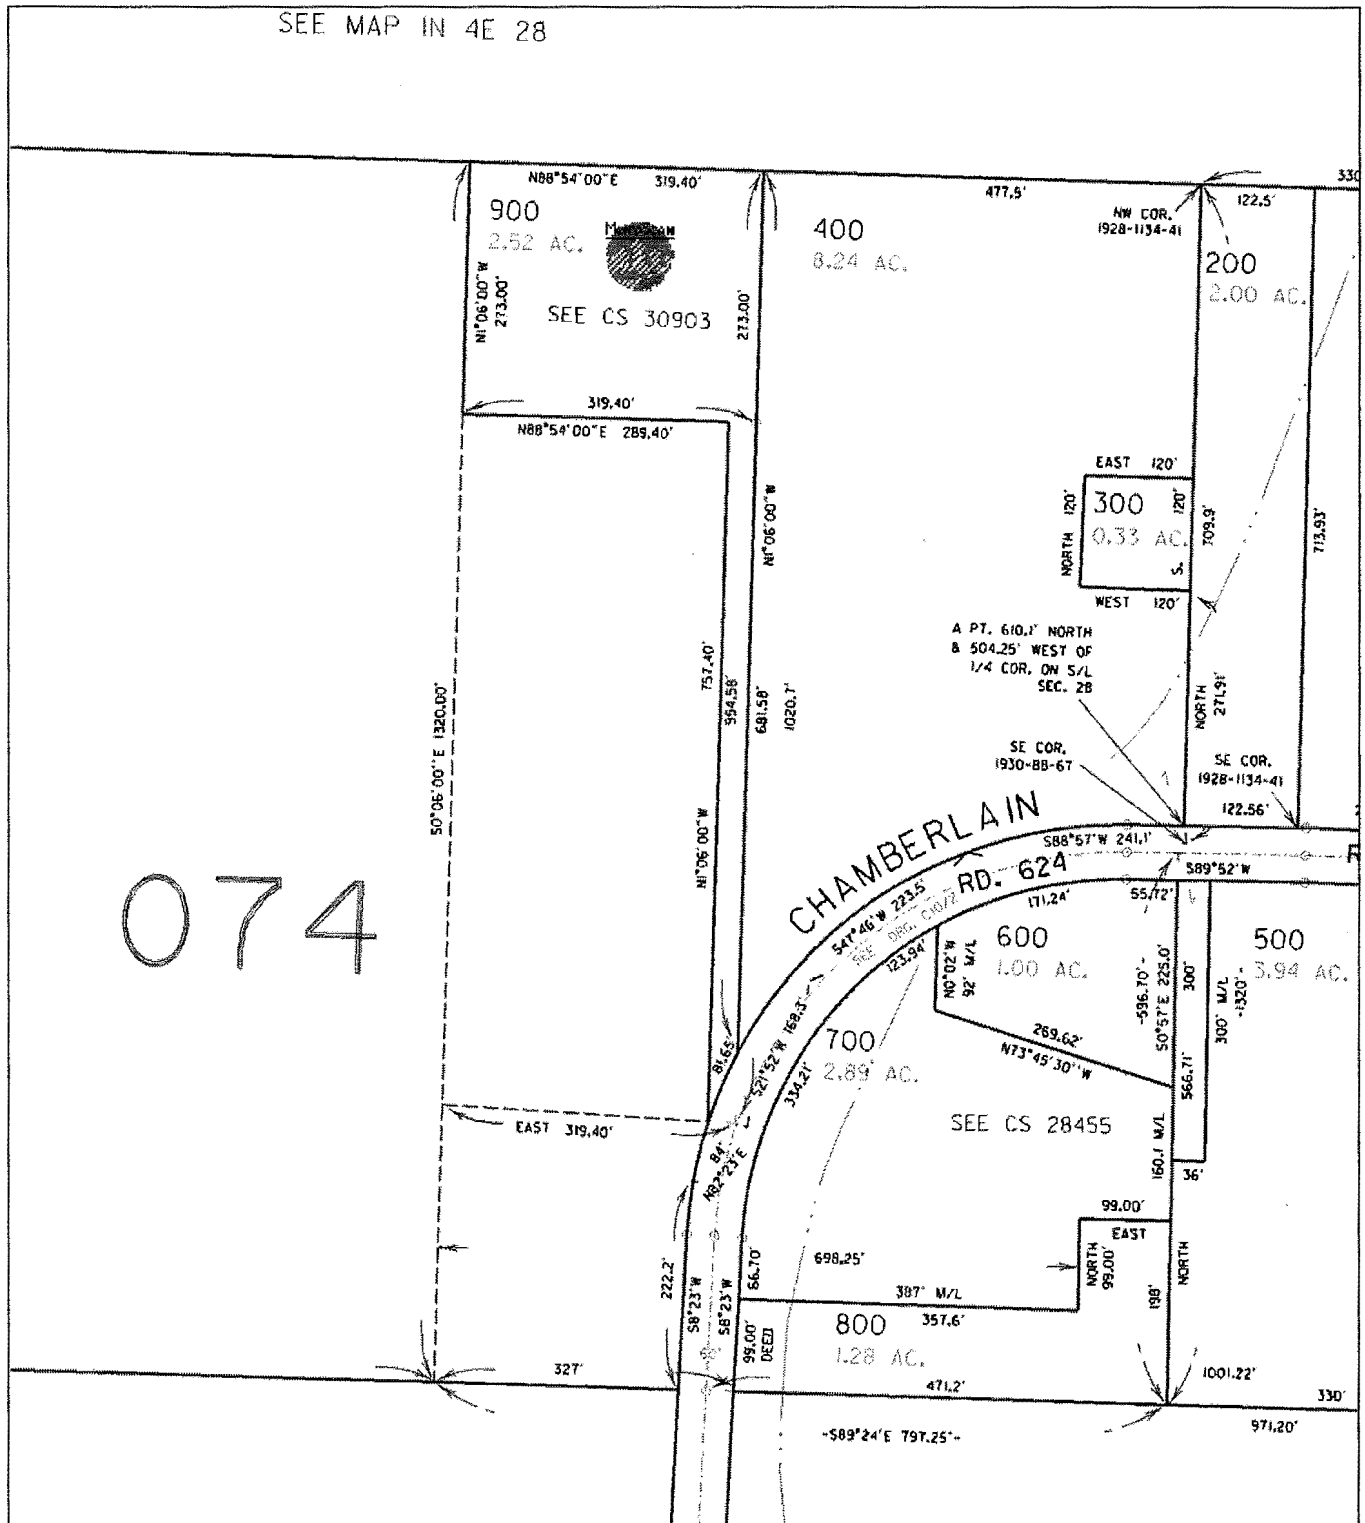 SEE MAP IN 4E 28
N88°54'00"E 319.40'
477.5'
330
122.5'
NW COR.
1928-1134-41
900
2.52 AC.
400
8.24 AC.
200
2.00 AC.
N1°06'00"W
273.00'
SEE CS 30903
273.00'
319.40'
N88°54'00"E 289.40'
EAST 120'
NORTH 120'
300
0.33 AC.
120'
S.
709.9'
713.93'
WEST 120'
N1°06'00"W
A PT. 610.1' NORTH
& 504.25' WEST OF
1/4 COR. ON S/L
SEC. 28
757.40'
954.58'
681.58'
1020.7'
S0°06'00"E 1320.00'
NORTH
271.91'
SE COR.
1930-88-67
SE COR.
1928-1134-41
122.56'
N1°06'00"W
CHAMBERLAIN
RD. 624
S88°57'W 241.1'
S89°52'W
R
074
S47°46'W 223.5'
171.24'
55.72'
123.94'
600
1.00 AC.
500
3.94 AC.
N0°02'W
92' M/L
-596.70'-
S0°57'E 225.0'
300'
300' M/L
-1320'-
269.62'
N73°45'30"W
566.71'
81.65'
S21°52'W 168.3'
334.21'
700
2.89 AC.
SEE CS 28455
EAST 319.40'
84'
N82°23'E
160.1 M/L
36'
99.00'
EAST
NORTH
99.00'
NORTH
198'
222.2'
S8°23'W
S8°23'W
66.70'
698.25'
387' M/L
357.6'
99.00'
DEED
800
1.28 AC.
327'
471.2'
1001.22'
330'
-S89°24'E 797.25'-
971.20'